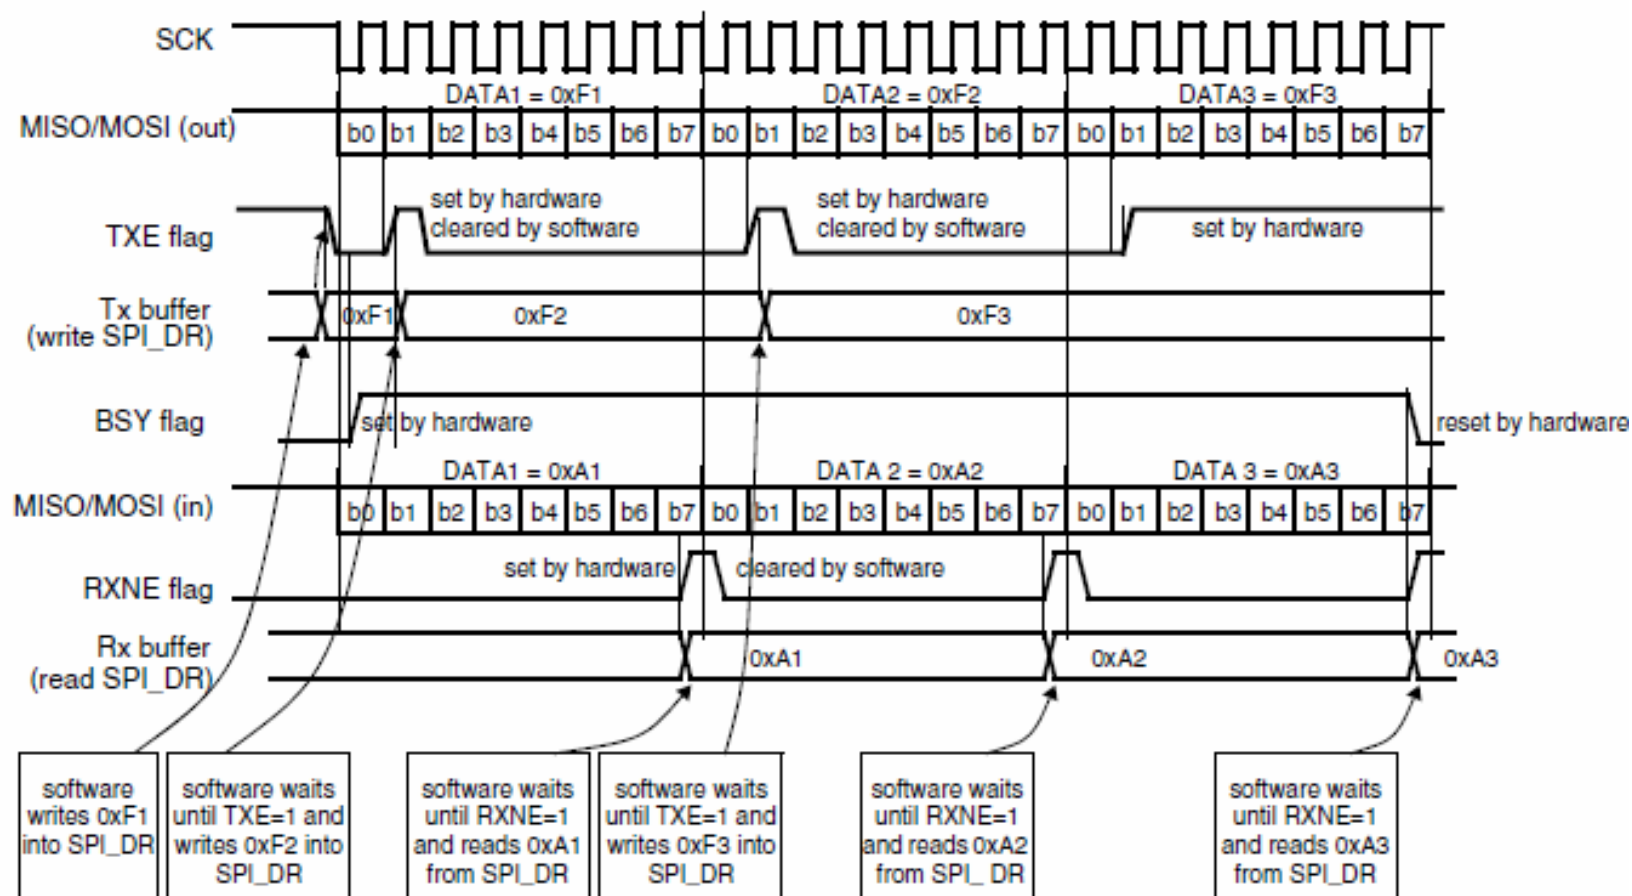 SCK
DATA1 = 0xF1 DATA2 = 0xF2 DATA3 = 0xF3
MISO/MOSI (out)
b0 b1 b2 b3 b4 b5 b6 b7 b0 b1 b2 b3 b4 b5 b6 b7 b0 b1 b2 b3 b4 b5 b6 b7
set by hardware set by hardware
TXE flag cleared by software cleared by software set by hardware
Tx buffer
0xF1 0xF2 0xF3
(write SPI_DR)
BSY flag set by hardware reset by hardware
DATA1 = 0xA1 DATA 2 = 0xA2 DATA 3 = 0xA3
MISO/MOSI (in) b0 b1 b2 b3 b4 b5 b6 b7 b0 b1 b2 b3 b4 b5 b6 b7 b0 b1 b2 b3 b4 b5 b6 b7
set by hardware cleared by software
RXNE flag
Rx buffer
0xA1 0xA2 0xA3
(read SPI_DR)
software
writes 0xF1
into SPI_DR
software waits
until TXE=1 and
writes 0xF2 into
SPI_DR
software waits
until RXNE=1
and reads 0xA1
from SPI_DR
software waits
until TXE=1 and
writes 0xF3 into
SPI_DR
software waits
until RXNE=1
and reads 0xA2
from SPI_ DR
software waits
until RXNE=1
and reads 0xA3
from SPI_DR